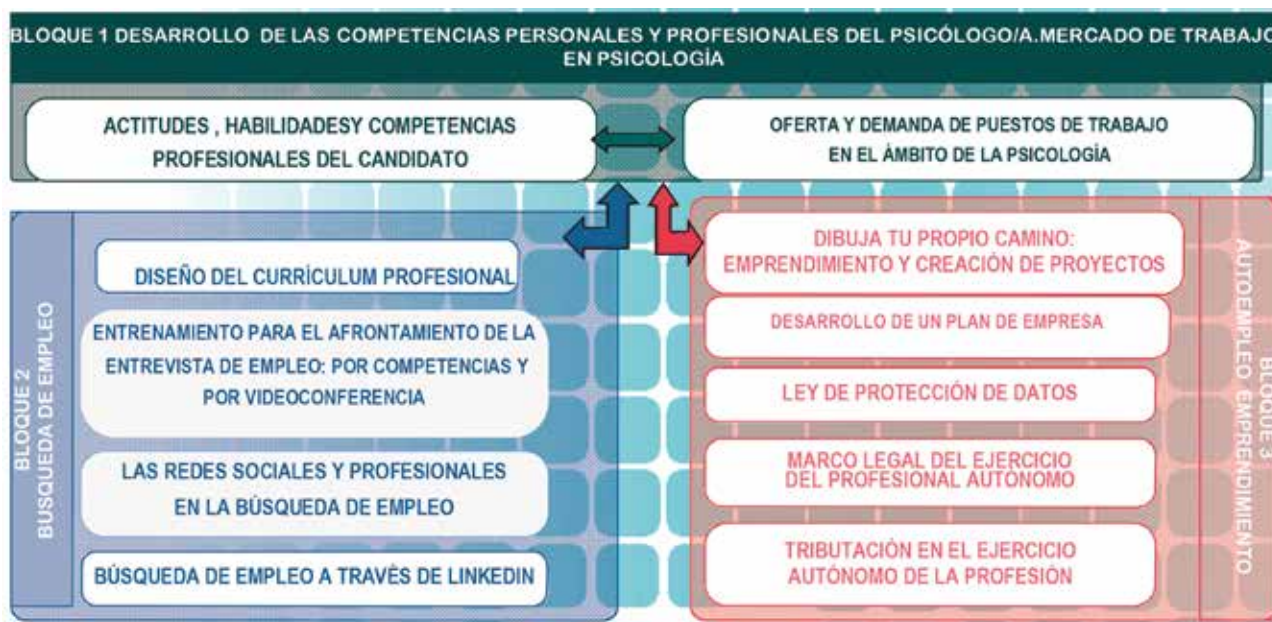 BLOQUE 1 DESARROLLO DE LAS COMPETENCIAS PERSONALES Y PROFESIONALES DEL PSICÓLOGO/A.MERCADO DE TRABAJO
EN PSICOLOGÍA
ACTITUDES , HABILIDADESY COMPETENCIAS
PROFESIONALES DEL CANDIDATO
OFERTA Y DEMANDA DE PUESTOS DE TRABAJO
EN EL ÁMBITO DE LA PSICOLOGÍA
BLOQUE 2
BUSQUEDA DE EMPLEO
DISEÑO DEL CURRÍCULUM PROFESIONAL
ENTRENAMIENTO PARA EL AFRONTAMIENTO DE LA
ENTREVISTA DE EMPLEO: POR COMPETENCIAS Y
POR VIDEOCONFERENCIA
LAS REDES SOCIALES Y PROFESIONALES
EN LA BÚSQUEDA DE EMPLEO
BÚSQUEDA DE EMPLEO A TRAVÉS DE LINKEDIN
DIBUJA TU PROPIO CAMINO:
EMPRENDIMIENTO Y CREACIÓN DE PROYECTOS
DESARROLLO DE UN PLAN DE EMPRESA
LEY DE PROTECCIÓN DE DATOS
MARCO LEGAL DEL EJERCICIO
DEL PROFESIONAL AUTÓNOMO
TRIBUTACIÓN EN EL EJERCICIO
AUTÓNOMO DE LA PROFESIÓN
BLOQUE 3
AUTOEMPLEO EMPRENDIMIENTO